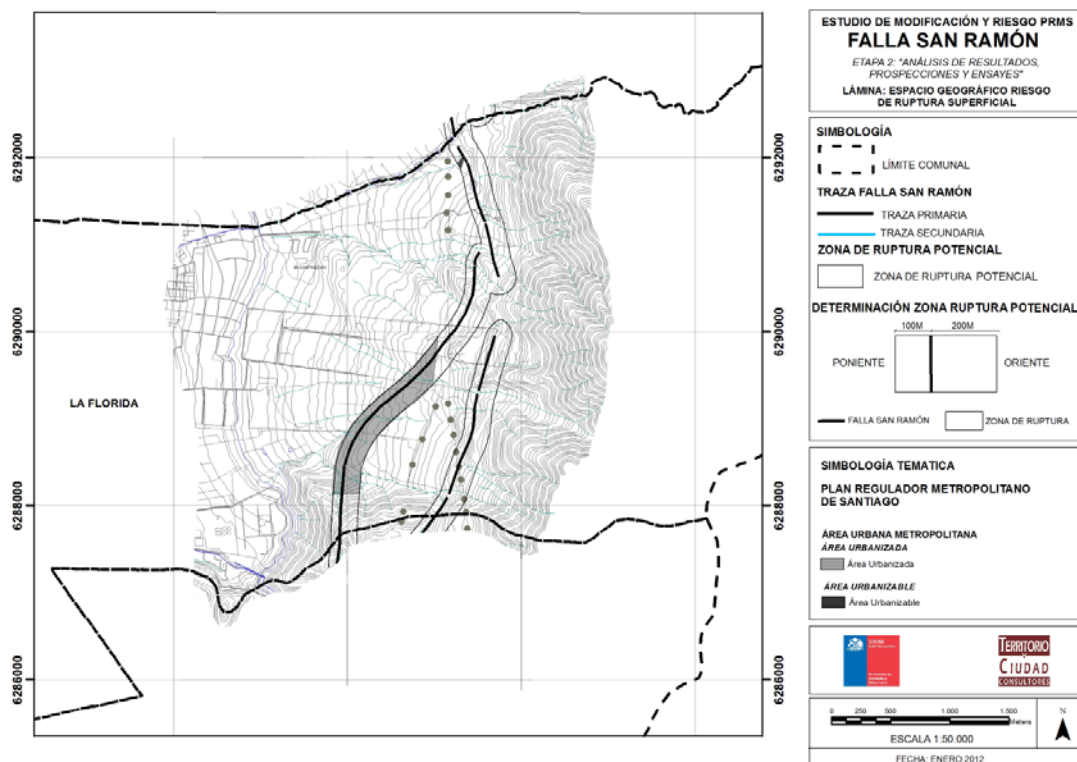 ESTUDIO DE MODIFICACIÓN Y RIESGO PRMS
FALLA SAN RAMÓN
ETAPA 2: "ANÁLISIS DE RESULTADOS,
PROSPECCIONES Y ENSAYES"
LÁMINA: ESPACIO GEOGRÁFICO RIESGO
DE RUPTURA SUPERFICIAL
SIMBOLOGÍA
LÍMITE COMUNAL
TRAZA FALLA SAN RAMÓN
TRAZA PRIMARIA
TRAZA SECUNDARIA
ZONA DE RUPTURA POTENCIAL
ZONA DE RUPTURA POTENCIAL
DETERMINACIÓN ZONA RUPTURA POTENCIAL
100M 200M
PONIENTE ORIENTE
FALLA SAN RAMÓN ZONA DE RUPTURA
SIMBOLOGÍA TEMATICA
PLAN REGULADOR METROPOLITANO
DE SANTIAGO
ÁREA URBANA METROPOLITANA
ÁREA URBANIZADA
Área Urbanizada
ÁREA URBANIZABLE
Área Urbanizable
TERRITORIO
Y
CIUDAD
CONSULTORES
0 250 500 1.000 1.500
Meters
N
ESCALA 1:50.000
FECHA: ENERO 2012
6292000 6292000
6290000 6290000
LA FLORIDA
6288000 6288000
6286000 6286000